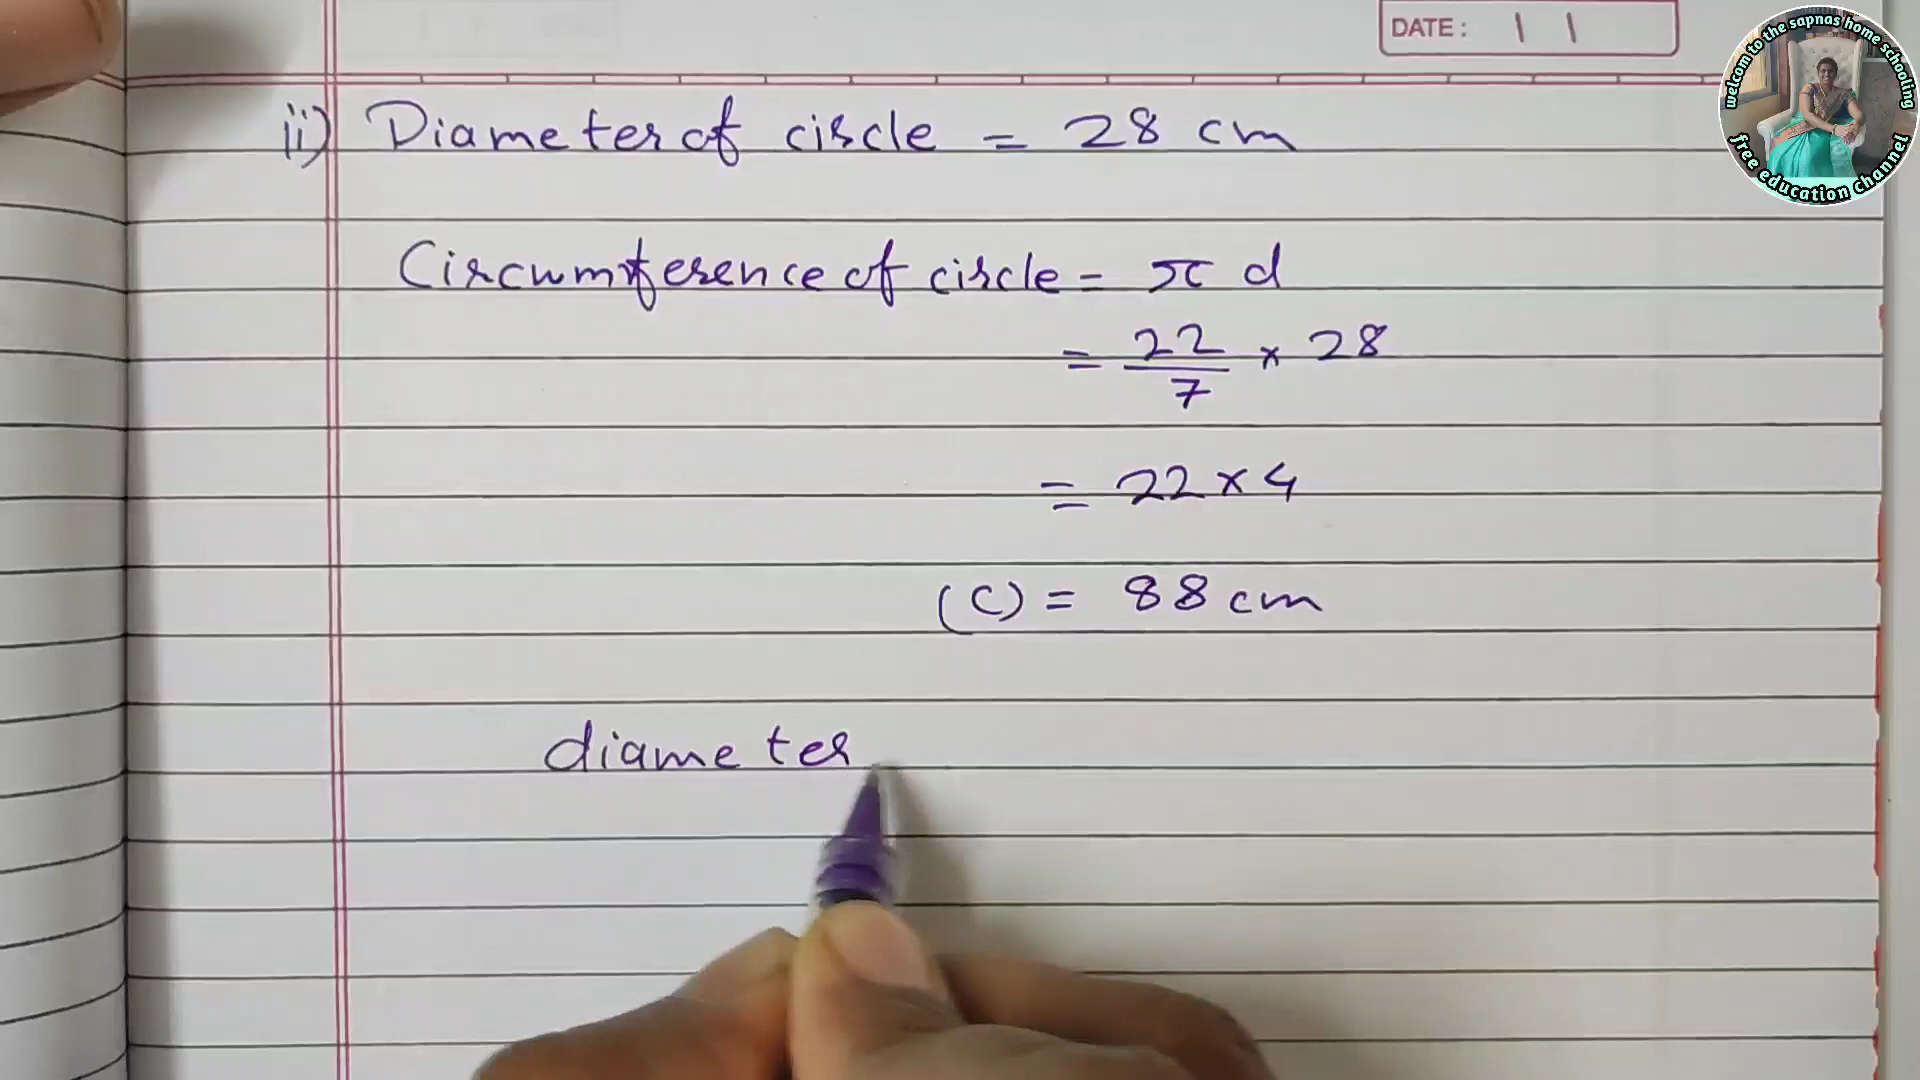 DATE :
welcom to the sapnas home schooling
free education channel
ii) Diameter of circle = 28 cm
Circumference of circle = π d
= 22/7 × 28
= 22 × 4
(C) = 88 cm
diameter